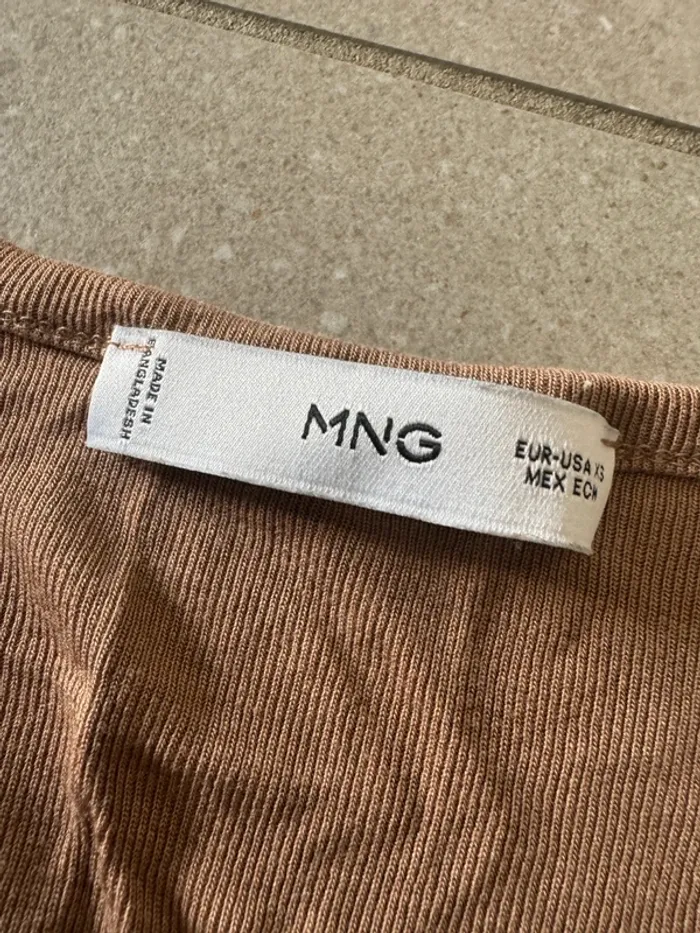 MADE IN
BANGLADESH
MNG
EUR-USA XS
MEX ECH